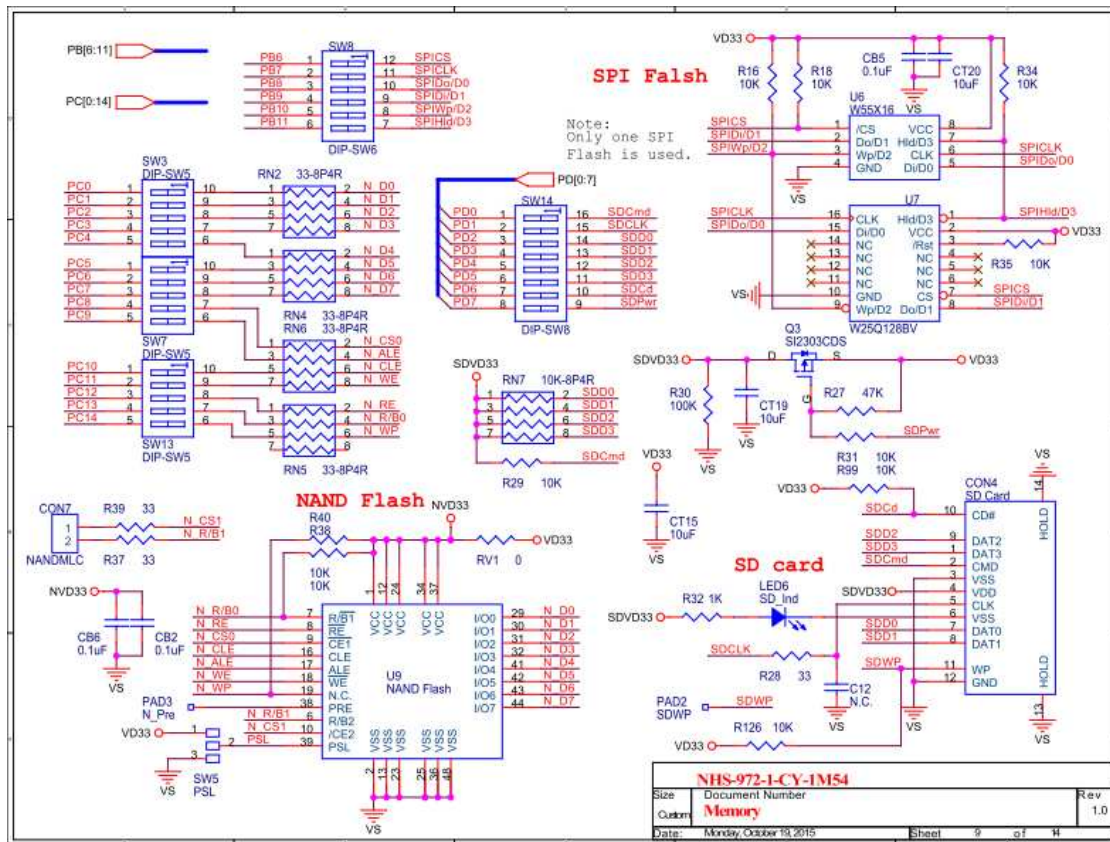 PB[6:11]
PC[0:14]
SW8
PB6 1 12 SPICS
PB7 2 11 SPICLK
PB8 3 10 SPIDo/D0
PB9 4 9 SPIDi/D1
PB10 5 8 SPIWp/D2
PB11 6 7 SPIHld/D3
DIP-SW6
SW3
DIP-SW5
RN2 33-8P4R
PC0 1 10 1 2 N_D0
PC1 2 9 3 4 N_D1
PC2 3 8 5 6 N_D2
PC3 4 7 7 8 N_D3
PC4 5 6 1 2 N_D4
3 4 N_D5
PC5 1 10 5 6 N_D6
PC6 2 9 7 8 N_D7
PC7 3 8
PC8 4 7
PC9 5 6
RN4 33-8P4R
RN6 33-8P4R
SW7
DIP-SW5
1 2 N_CS0
3 4 N_ALE
5 6 N_CLE
7 8 N_WE
PC10 1 10
PC11 2 9
PC12 3 8
PC13 4 7
PC14 5 6
1 2 N_RE
3 4 N_R/B0
5 6 N_WP
7 8
SW13
DIP-SW5
RN5 33-8P4R
SPI Falsh
Note:
Only one SPI
Flash is used.
PD[0:7]
SW14
PD0 1 16 SDCmd
PD1 2 15 SDCLK
PD2 3 14 SDD0
PD3 4 13 SDD1
PD4 5 12 SDD2
PD5 6 11 SDD3
PD6 7 10 SDCd
PD7 8 9 SDPwr
DIP-SW8
VD33
R16
10K
R18
10K
CB5
0.1uF
CT20
10uF
R34
10K
VS
U6
W55X16
SPICS 1 /CS VCC 8
SPIDi/D1 2 Do/D1 Hld/D3 7
SPIWp/D2 3 Wp/D2 CLK 6 SPICLK
4 GND Di/D0 5 SPIDo/D0
VS
U7
SPICLK 16 CLK Hld/D3 1 SPIHld/D3
SPIDo/D0 15 Di/D0 VCC 2 VD33
14 NC /Rst 3
13 NC NC 4
12 NC NC 5
11 NC NC 6
VS 10 GND CS 7 SPICS
9 Wp/D2 Do/D1 8 SPIDi/D1
R35 10K
W25Q128BV
Q3
SI2303CDS
SDVD33 D S VD33
G
R30
100K
CT19
10uF
R27 47K
SDPwr
R31 10K
R99 10K
VS VS
SDVD33
RN7 10K-8P4R
1 2 SDD0
3 4 SDD1
5 6 SDD2
7 8 SDD3
SDCmd
R29 10K
VD33
CT15
10uF
VS
NAND Flash
CON7
1
2
NANDMLC
R39 33
N_CS1
N_R/B1
R37 33
R40
R38
10K
10K
NVD33
RV1 0
VD33
NVD33
CB6
0.1uF
CB2
0.1uF
VS
1 12 24 34 37
VCC VCC VCC VCC VCC
N_R/B0 7 R/B1 I/O0 29 N_D0
N_RE 8 RE I/O1 30 N_D1
N_CS0 9 CE1 I/O2 31 N_D2
N_CLE 16 CLE I/O3 32 N_D3
N_ALE 17 ALE I/O4 41 N_D4
N_WE 18 WE I/O5 42 N_D5
N_WP 19 N.C. I/O6 43 N_D6
38 PRE I/O7 44 N_D7
N_R/B1 6 R/B2
N_CS1 10 /CE2
PSL 39 PSL
U9
NAND Flash
VSS VSS VSS VSS VSS VSS
2 13 23 25 36 48
VS
PAD3
N_Pre
VD33 1
2
3
VS
SW5
PSL
SD card
VD33
SDCd
CON4
SD Card
14
HOLD
VS
10 CD#
SDD2 9 DAT2
SDD3 1 DAT3
SDCmd 2 CMD
3 VSS
SDVD33 4 VDD
5 CLK
6 VSS
SDD0 7 DAT0
SDD1 8 DAT1
SDWP 11 WP
12 GND
HOLD
13
VS
LED6
SD_Ind
SDVD33 R32 1K
SDCLK
R28 33
C12
N.C.
VS VS
PAD2
SDWP
SDWP
R126 10K
VD33
NHS-972-1-CY-1M54
Size Document Number Rev
Custom Memory 1.0
Date: Monday, October 19, 2015 Sheet 9 of 14